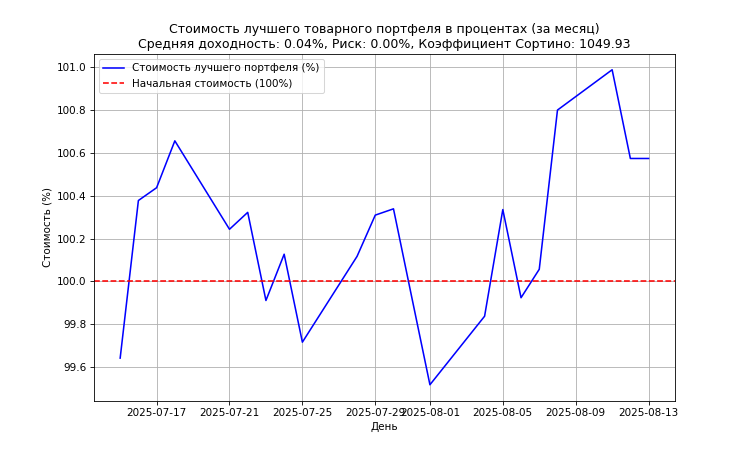 Стоимость лучшего товарного портфеля в процентах (за месяц)
Средняя доходность: 0.04%, Риск: 0.00%, Коэффициент Сортино: 1049.93
Стоимость лучшего портфеля (%)
Начальная стоимость (100%)
Стоимость (%)
101.0
100.8
100.6
100.4
100.2
100.0
99.8
99.6
2025-07-17 2025-07-21 2025-07-25 2025-07-29 2025-08-01 2025-08-05 2025-08-09 2025-08-13
День